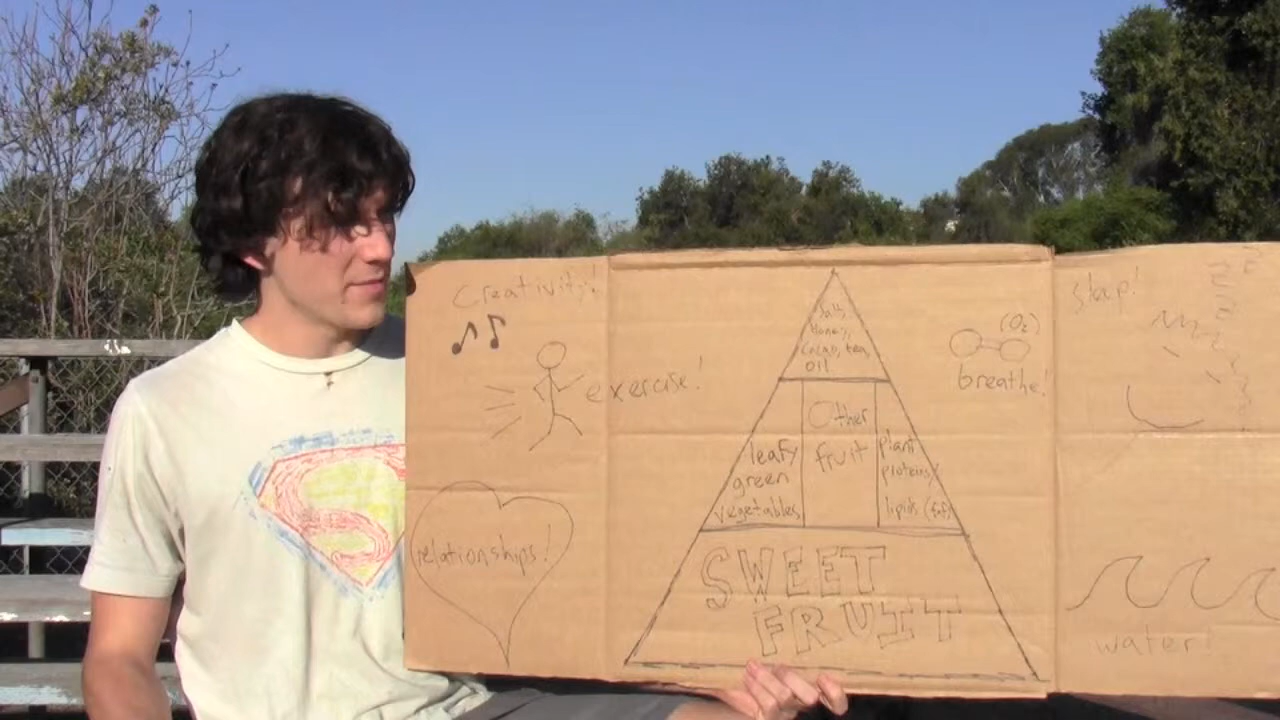 creativity!
exercise!
relationships!
Salt,
Honey,
Cacao, tea,
oil
leafy
green
vegetables
Other
fruit
plant
proteins/
lipids (fat)
SWEET
FRUIT
(O₂)
breathe!
Sleep!
z z
z
water!
S